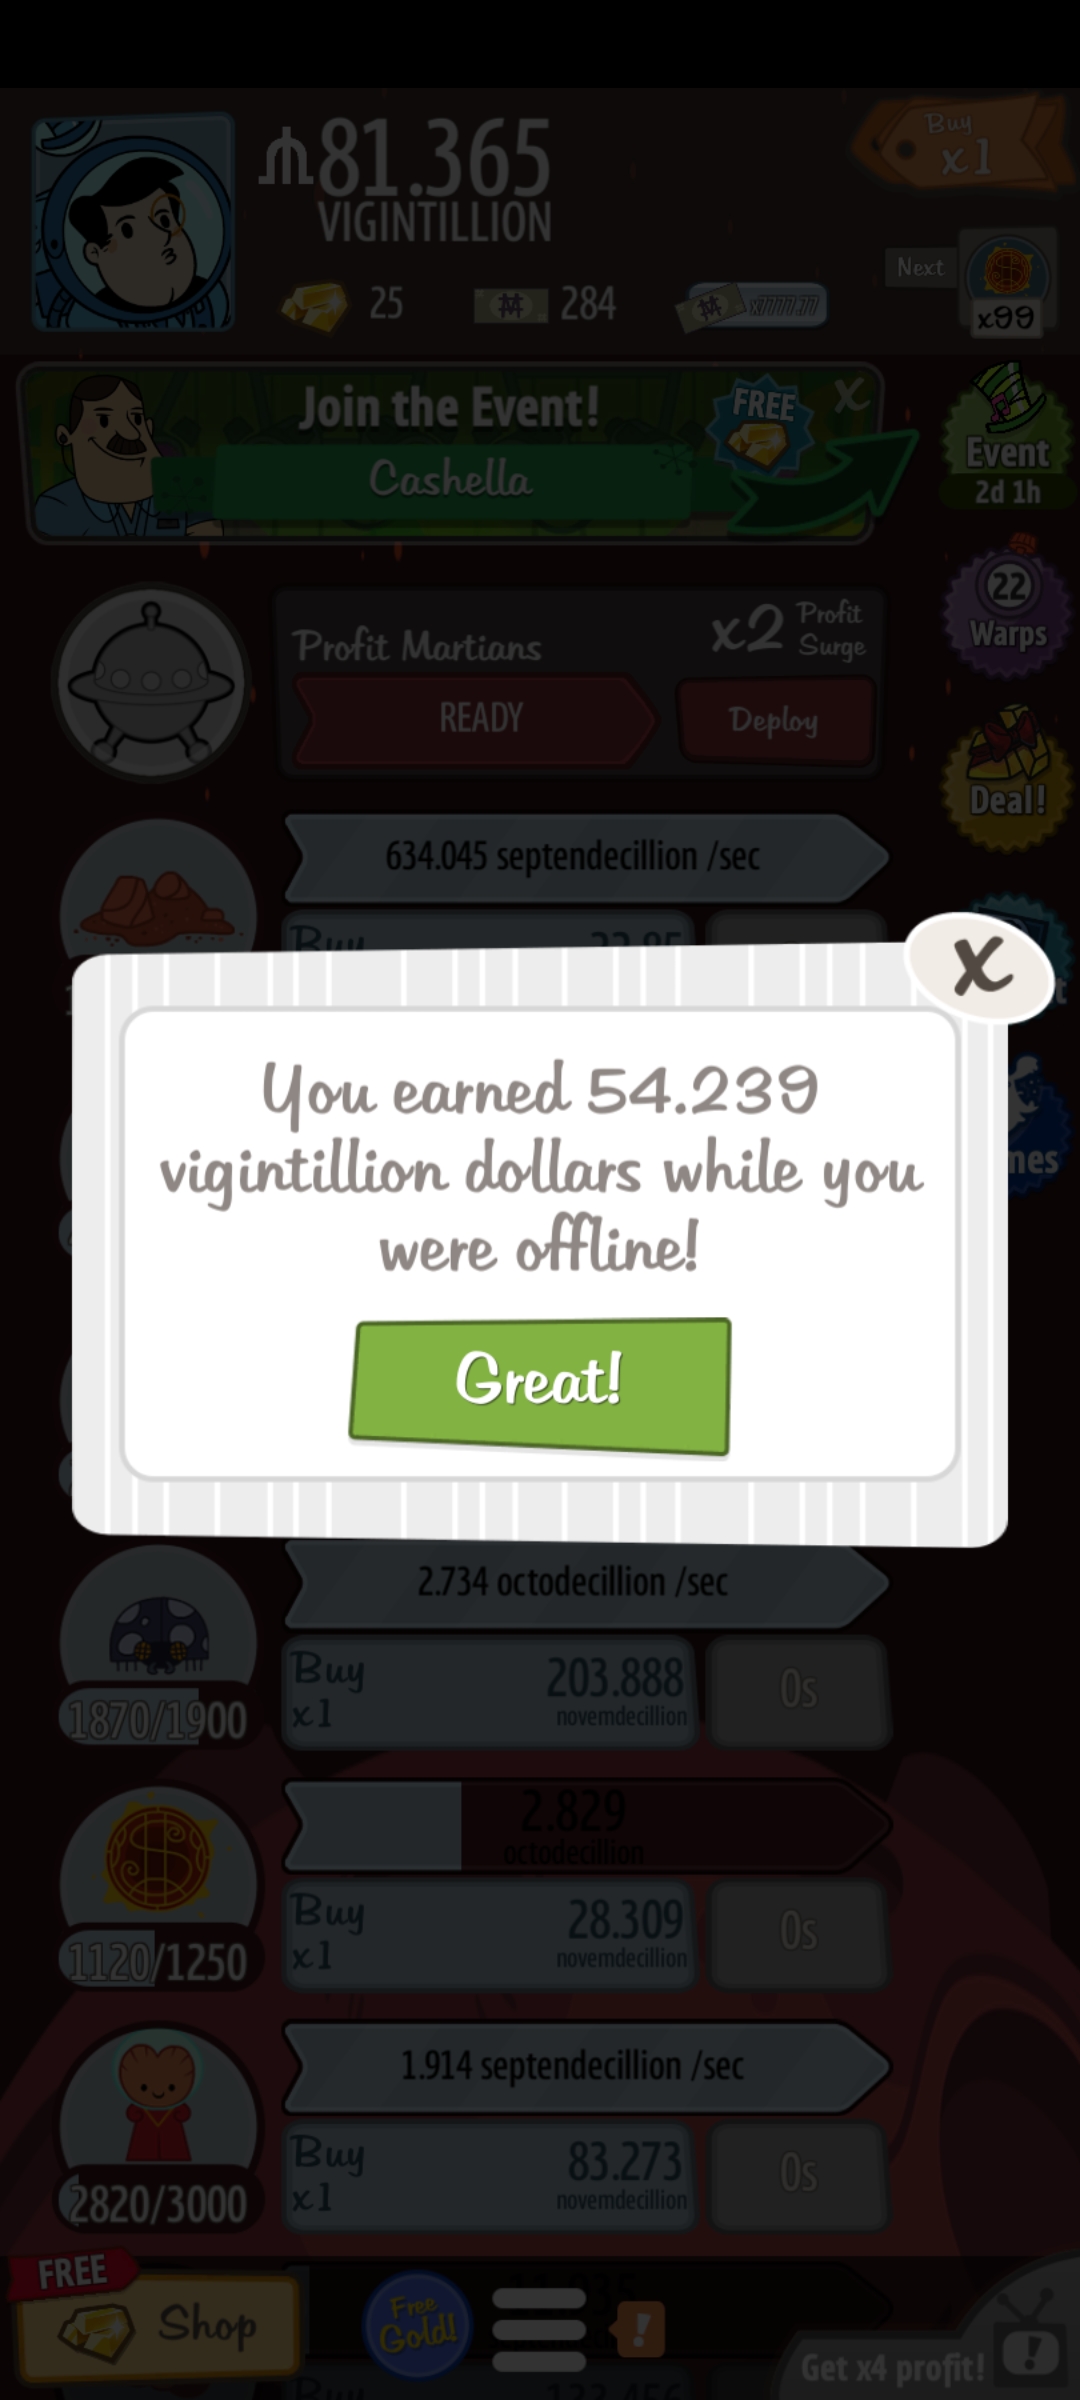 81.365
VIGINTILLION
Buy
x1
25
284
x7777.77
Next
x99
Join the Event!
FREE
x
Cashella
Event
2d 1h
22
Warps
Profit Martians
x2 Profit Surge
READY
Deploy
Deal!
634.045 septendecillion /sec
Buy
X
You earned 54.239
vigintillion dollars while you
were offline!
Great!
2.734 octodecillion /sec
1870/1900
Buy
x1
203.888
novemdecillion
0s
2.829
octodecillion
1120/1250
Buy
x1
28.309
novemdecillion
0s
1.914 septendecillion /sec
2820/3000
Buy
x1
83.273
novemdecillion
0s
FREE
Shop
Free
Gold!
!
Get x4 profit!
!
Buy